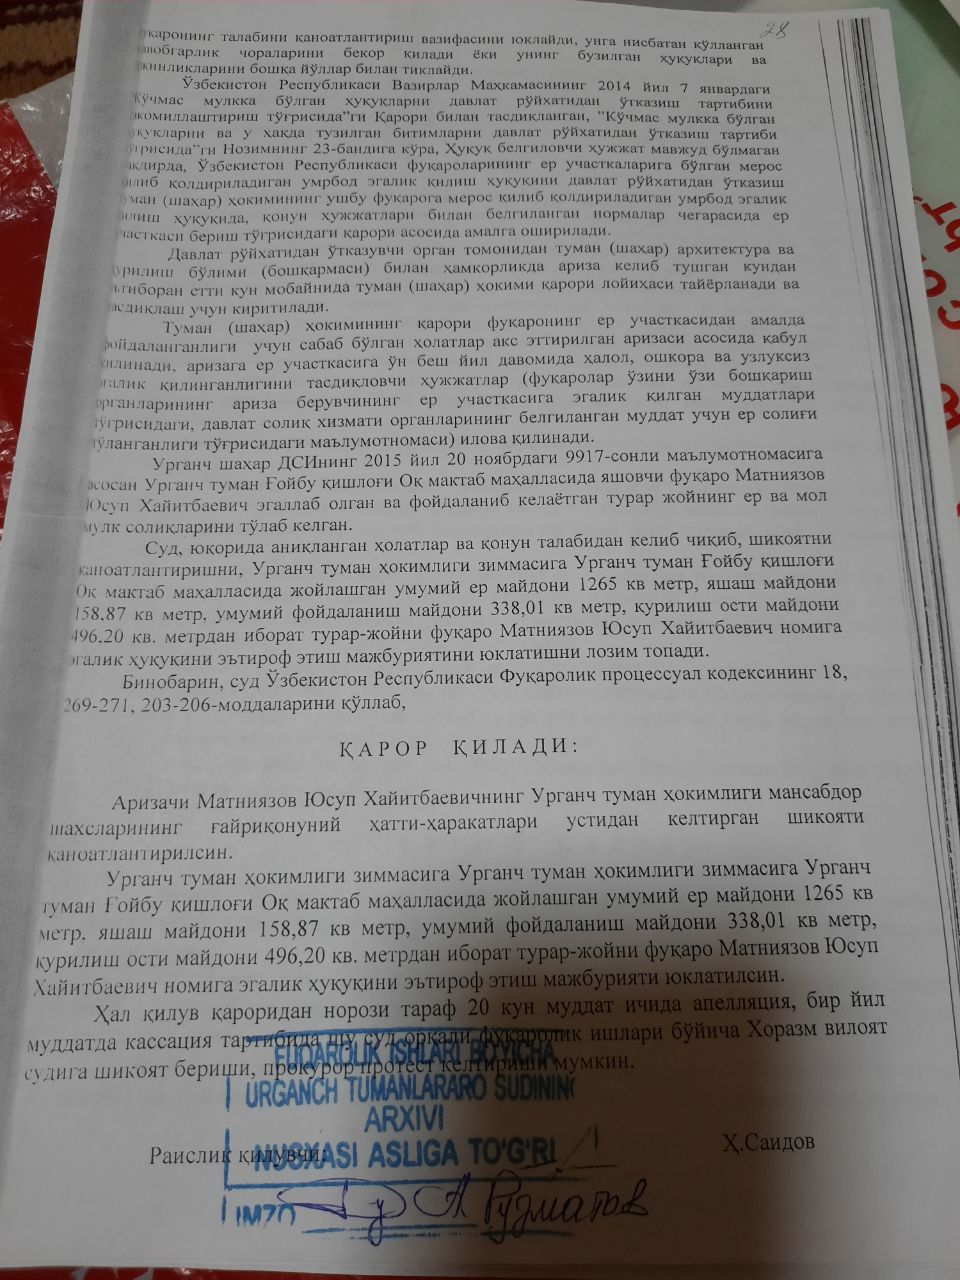 28
фуқаронинг талабини қаноатлантириш вазифасини юклайди, унга нисбатан қўлланган
жавобгарлик чораларини бекор қилади ёки унинг бузилган ҳуқуқлари ва
эркинликларини бошқа йўллар билан тиклайди.
Ўзбекистон Республикаси Вазирлар Маҳкамасининг 2014 йил 7 январдаги
"Кўчмас мулкка бўлган ҳуқуқларни давлат рўйхатидан ўтказиш тартибини
такомиллаштириш тўғрисида"ги Қарори билан тасдиқланган, "Кўчмас мулкка бўлган
ҳуқуқларни ва у ҳақда тузилган битимларни давлат рўйхатидан ўтказиш тартиби
тўғрисида"ги Нозимнинг 23-бандига кўра, Ҳуқук белгиловчи ҳужжат мавжуд бўлмаган
тақдирда, Ўзбекистон Республикаси фуқароларининг ер участкаларига бўлган мерос
қилиб қолдириладиган умрбод эгалик қилиш ҳуқуқини давлат рўйхатидан ўтказиш
туман (шаҳар) ҳокимининг ушбу фуқарога мерос қилиб қолдириладиган умрбод эгалик
қилиш ҳуқуқида, қонун ҳужжатлари билан белгиланган нормалар чегарасида ер
участкаси бериш тўғрисидаги қарори асосида амалга оширилади.
Давлат рўйхатидан ўтказувчи орган томонидан туман (шаҳар) архитектура ва
қурилиш бўлими (бошқармаси) билан ҳамкорликда ариза келиб тушган кундан
эътиборан етти кун мобайнида туман (шаҳар) ҳокими қарори лойиҳаси тайёрланади ва
тасдиқлаш учун киритилади.
Туман (шаҳар) ҳокимининг қарори фуқаронинг ер участкасидан амалда
фойдаланганлиги учун сабаб бўлган ҳолатлар акс эттирилган аризаси асосида қабул
қилинади, аризага ер участкасига ўн беш йил давомида ҳалол, ошкора ва узлуксиз
эгалик қилинганлигини тасдиқловчи ҳужжатлар (фуқаролар ўзини ўзи бошқариш
органларининг ариза берувчининг ер участкасига эгалик қилган муддатлари
тўғрисидаги, давлат солиқ хизмати органларининг белгиланган муддат учун ер солиғи
тўланганлиги тўғрисидаги маълумотномаси) илова қилинади.
Урганч шаҳар ДСИнинг 2015 йил 20 ноябрдаги 9917-сонли маълумотномасига
асосан Урганч туман Ғойбу қишлоғи Оқ мактаб маҳалласида яшовчи фуқаро Матниязов
Юсуп Хайитбаевич эгаллаб олган ва фойдаланиб келаётган турар жойнинг ер ва мол
мулк солиқларини тўлаб келган.
Суд, юқорида аниқланган ҳолатлар ва қонун талабидан келиб чиқиб, шикоятни
қаноатлантиришни, Урганч туман ҳокимлиги зиммасига Урганч туман Ғойбу қишлоғи
Оқ мактаб маҳалласида жойлашган умумий ер майдони 1265 кв метр, яшаш майдони
158,87 кв метр, умумий фойдаланиш майдони 338,01 кв метр, қурилиш ости майдони
496,20 кв. метрдан иборат турар-жойни фуқаро Матниязов Юсуп Хайитбаевич номига
эгалик ҳуқуқини эътироф этиш мажбуриятини юклатишни лозим топади.
Бинобарин, суд Ўзбекистон Республикаси Фуқаролик процессуал кодексининг 18,
269-271, 203-206-моддаларини қўллаб,
ҚАРОР ҚИЛАДИ:
Аризачи Матниязов Юсуп Хайитбаевичнинг Урганч туман ҳокимлиги мансабдор
шахсларининг ғайриқонуний ҳатти-ҳаракатлари устидан келтирган шикояти
қаноатлантирилсин.
Урганч туман ҳокимлиги зиммасига Урганч туман ҳокимлиги зиммасига Урганч
туман Ғойбу қишлоғи Оқ мактаб маҳалласида жойлашган умумий ер майдони 1265 кв
метр. яшаш майдони 158,87 кв метр, умумий фойдаланиш майдони 338,01 кв метр,
қурилиш ости майдони 496,20 кв. метрдан иборат турар-жойни фуқаро Матниязов Юсуп
Хайитбаевич номига эгалик ҳуқуқини эътироф этиш мажбурияти юклатилсин.
Ҳал қилув қароридан норози тараф 20 кун муддат ичида апелляция, бир йил
муддатда кассация тартибида шу суд орқали фуқаролик ишлари бўйича Хоразм вилоят
судига шикоят бериши, прокурор протест келтириши мумкин.
FUQAROLIK ISHLARI BO'YICHA
URGANCH TUMANLARARO SUDINING
ARXIVI
Раислик қилувчи: Ҳ.Саидов
NUSXASI ASLIGA TO'G'RI
IMZO А Рузматов